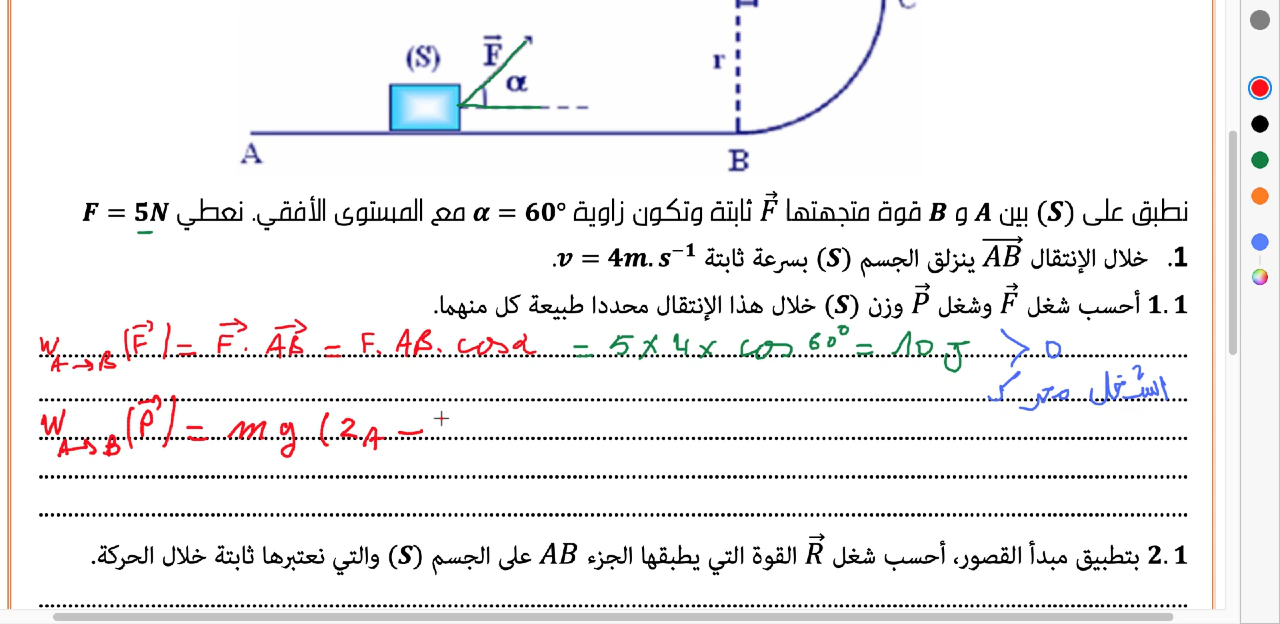 C
(S) F⃗ α r
A B
نطبق على (S) بين A و B قوة متجهتها F⃗ ثابتة وتكون زاوية α = 60° مع المستوى الأفقي. نعطي F = 5N
1. خلال الإنتقال AB⃗ ينزلق الجسم (S) بسرعة ثابتة v = 4m.s⁻¹.
1.1 أحسب شغل F⃗ وشغل P⃗ وزن (S) خلال هذا الإنتقال محددا طبيعة كل منهما.
W A→B (F⃗) = F⃗ . AB⃗ = F. AB. cosα = 5 × 4 × cos 60° = 10 J > 0
الشغل محرك
W A→B (P⃗) = mg (ZA −
2.1 بتطبيق مبدأ القصور، أحسب شغل R⃗ القوة التي يطبقها الجزء AB على الجسم (S) والتي نعتبرها ثابتة خلال الحركة.